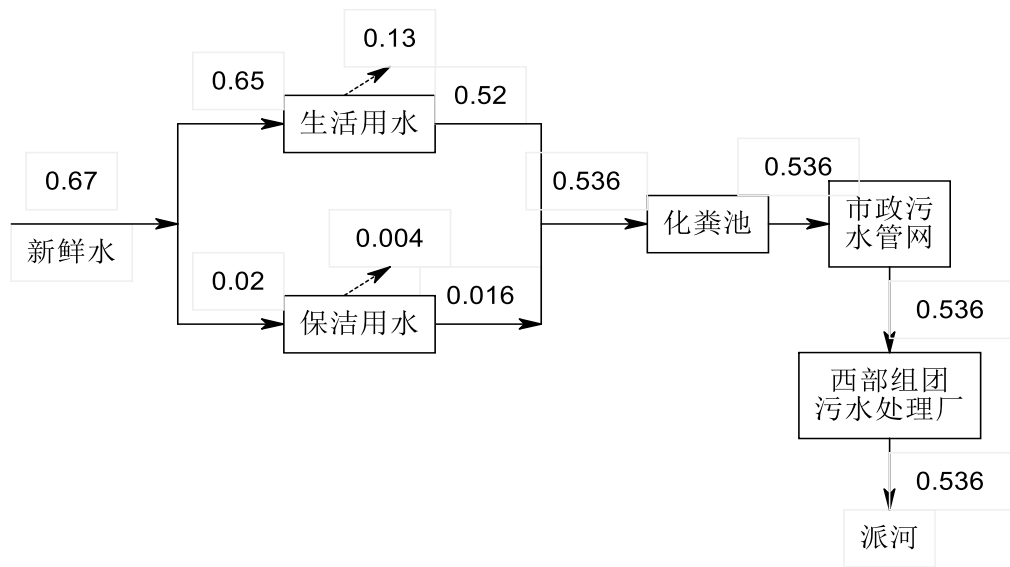 0.13
0.65
0.52
生活用水
0.67
新鲜水
0.536
0.536
化粪池
市政污
水管网
0.004
0.02
0.016
保洁用水
0.536
西部组团
污水处理厂
0.536
派河